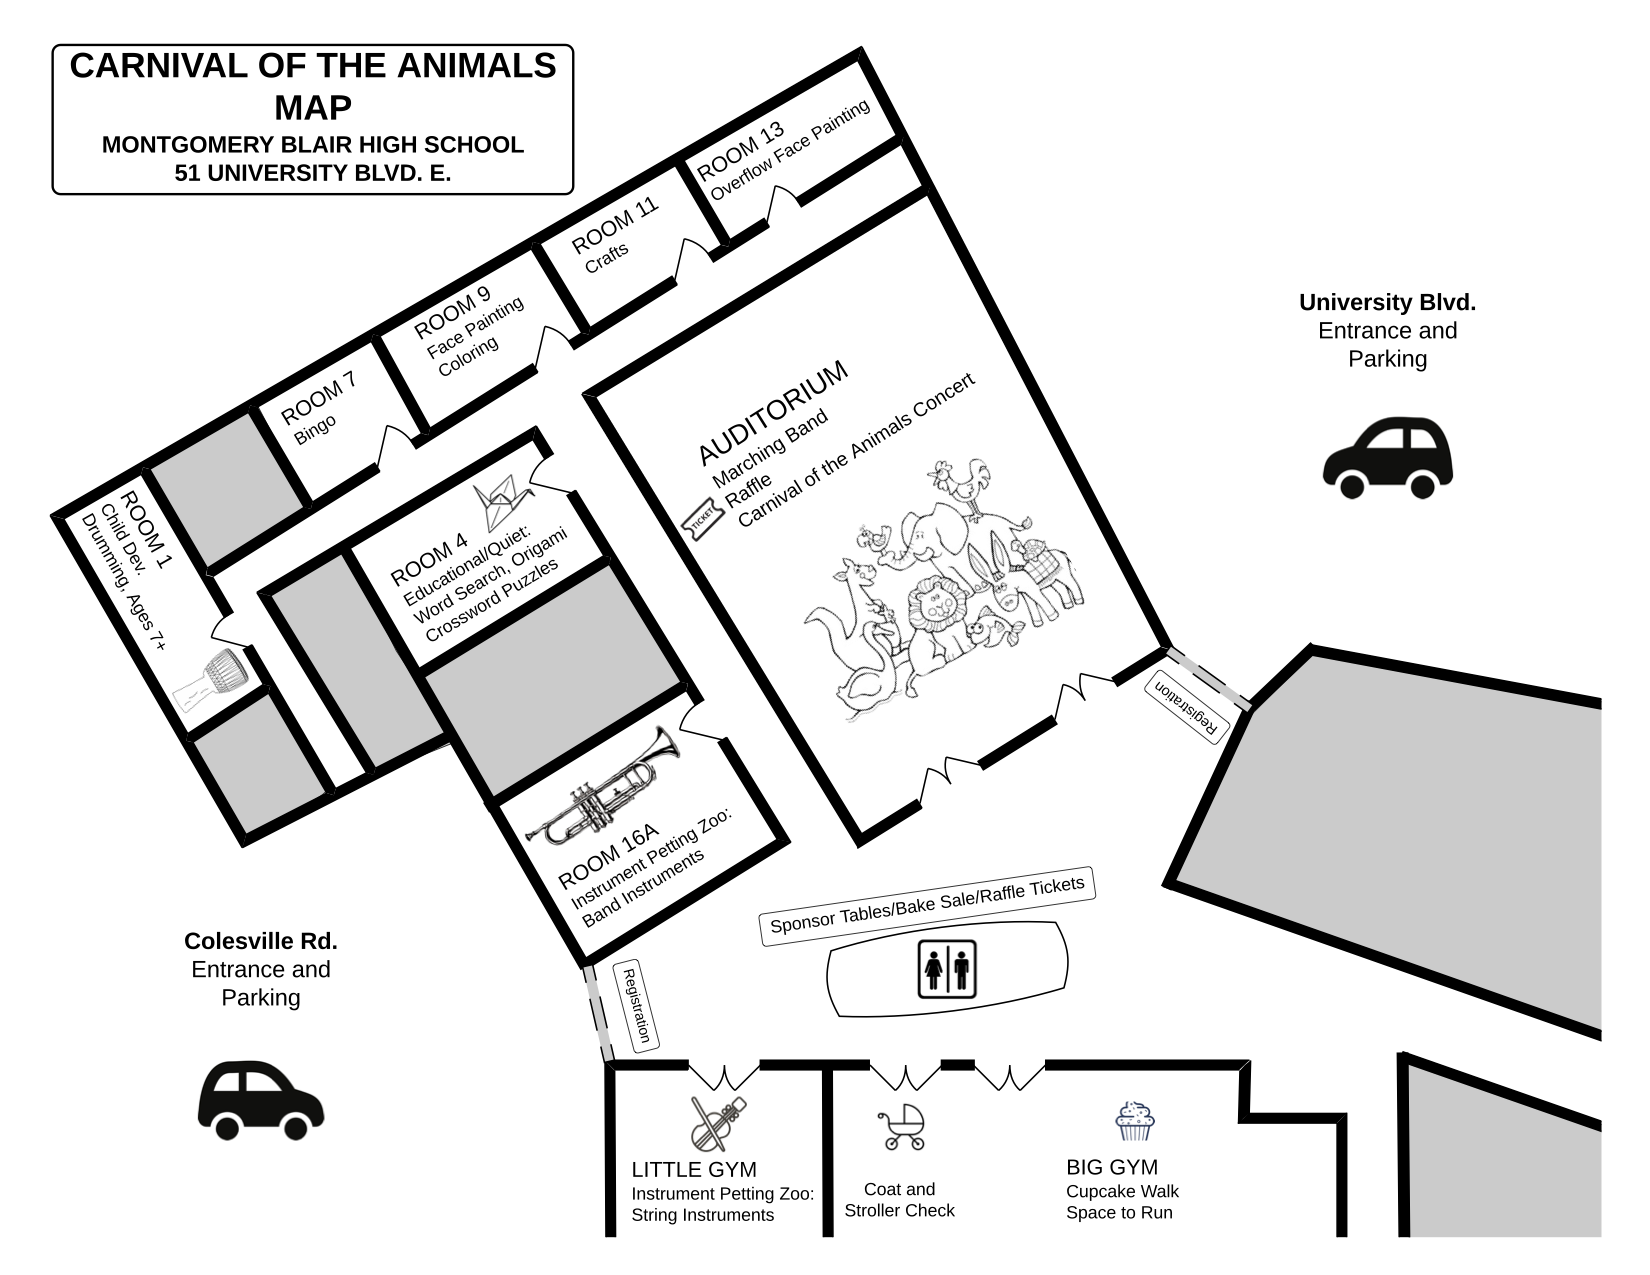 CARNIVAL OF THE ANIMALS
MAP
MONTGOMERY BLAIR HIGH SCHOOL
51 UNIVERSITY BLVD. E.
ROOM 13
Overflow Face Painting
ROOM 11
Crafts
ROOM 9
Face Painting
Coloring
ROOM 7
Bingo
ROOM 1
Child Dev.
Drumming, Ages 7+
ROOM 4
Educational/Quiet:
Word Search, Origami
Crossword Puzzles
AUDITORIUM
Marching Band
Raffle
Carnival of the Animals Concert
TICKET
University Blvd.
Entrance and
Parking
Registration
ROOM 16A
Instrument Petting Zoo:
Band Instruments
Sponsor Tables/Bake Sale/Raffle Tickets
Colesville Rd.
Entrance and
Parking
Registration
LITTLE GYM
Instrument Petting Zoo:
String Instruments
Coat and
Stroller Check
BIG GYM
Cupcake Walk
Space to Run